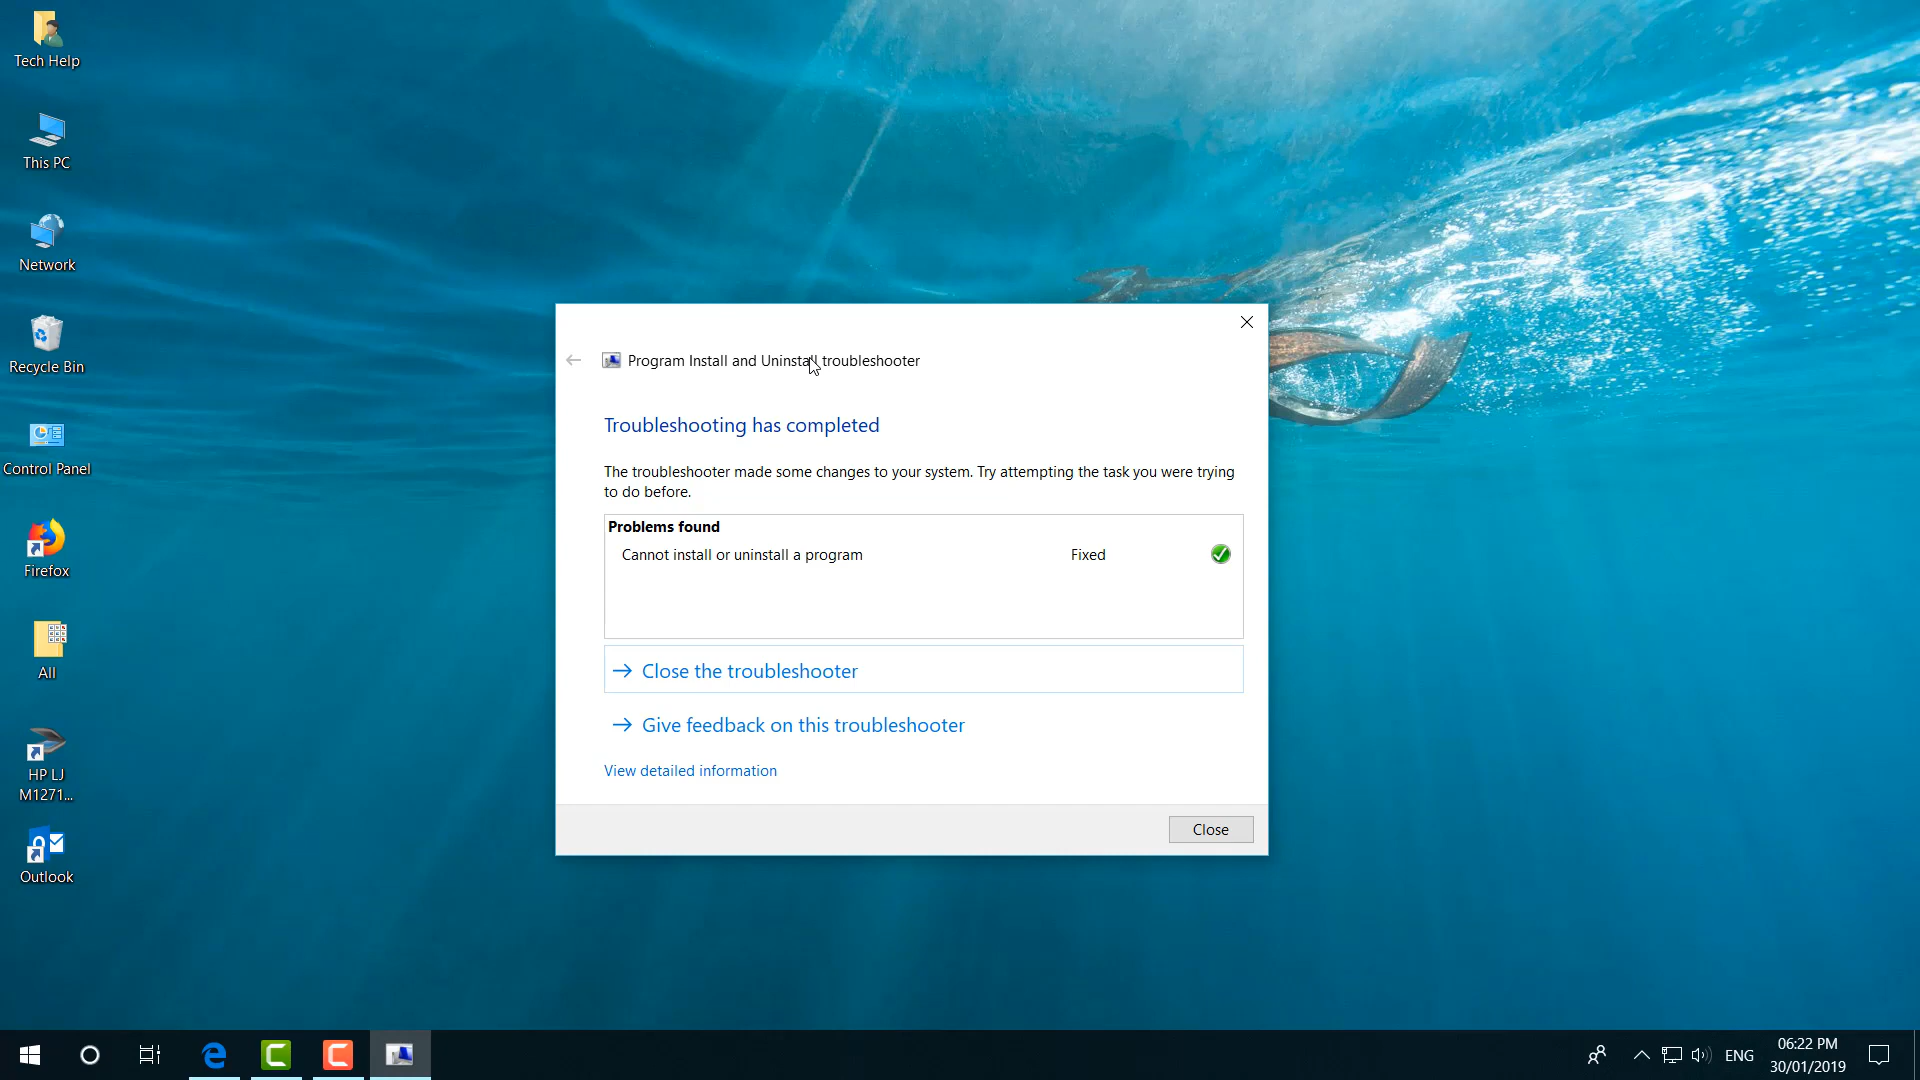 Tech Help
This PC
Network
Recycle Bin
Control Panel
Firefox
All
HP LJ
M1271...
Outlook
Program Install and Uninstall troubleshooter
Troubleshooting has completed
The troubleshooter made some changes to your system. Try attempting the task you were trying
to do before.
Problems found
Cannot install or uninstall a program Fixed
Close the troubleshooter
Give feedback on this troubleshooter
View detailed information
Close
ENG
06:22 PM
30/01/2019